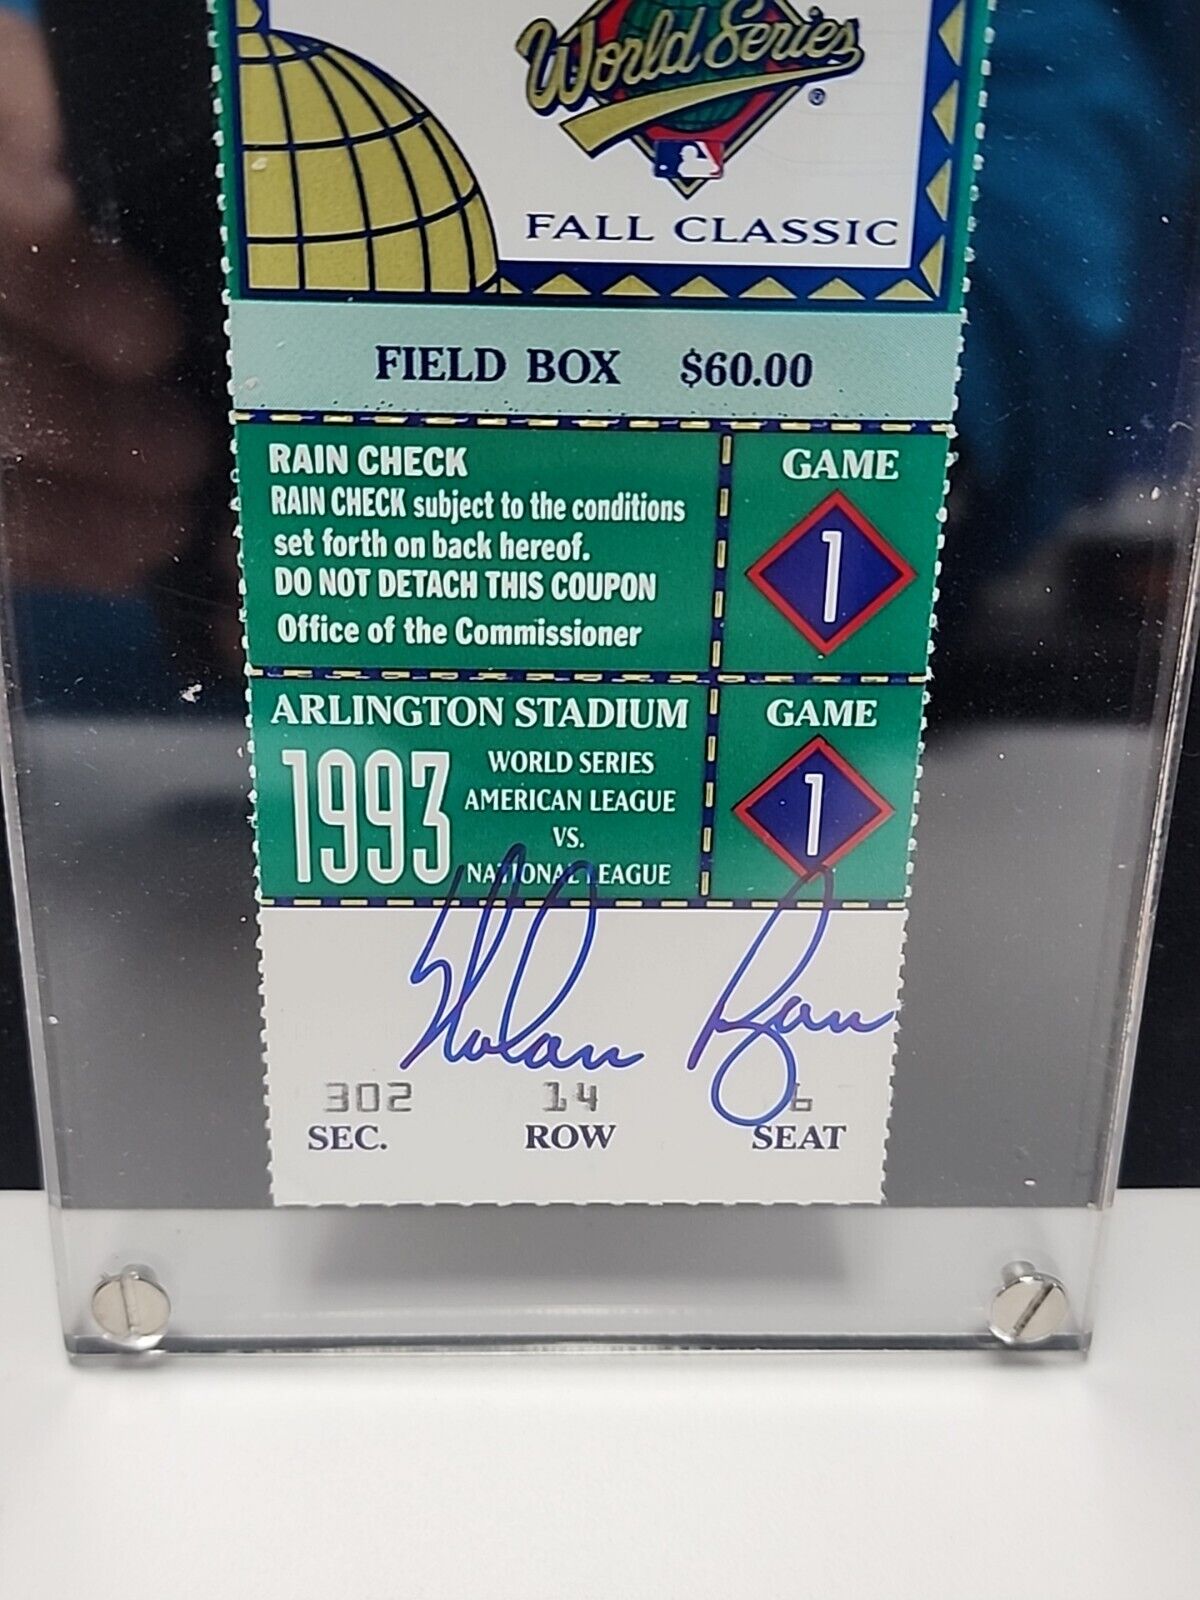 World Series
®
FALL CLASSIC
FIELD BOX $60.00
RAIN CHECK
RAIN CHECK subject to the conditions
set forth on back hereof.
DO NOT DETACH THIS COUPON
Office of the Commissioner
GAME
1
ARLINGTON STADIUM
1993
WORLD SERIES
AMERICAN LEAGUE
VS.
NATIONAL LEAGUE
GAME
1
Nolan Ryan
302 14 6
SEC. ROW SEAT